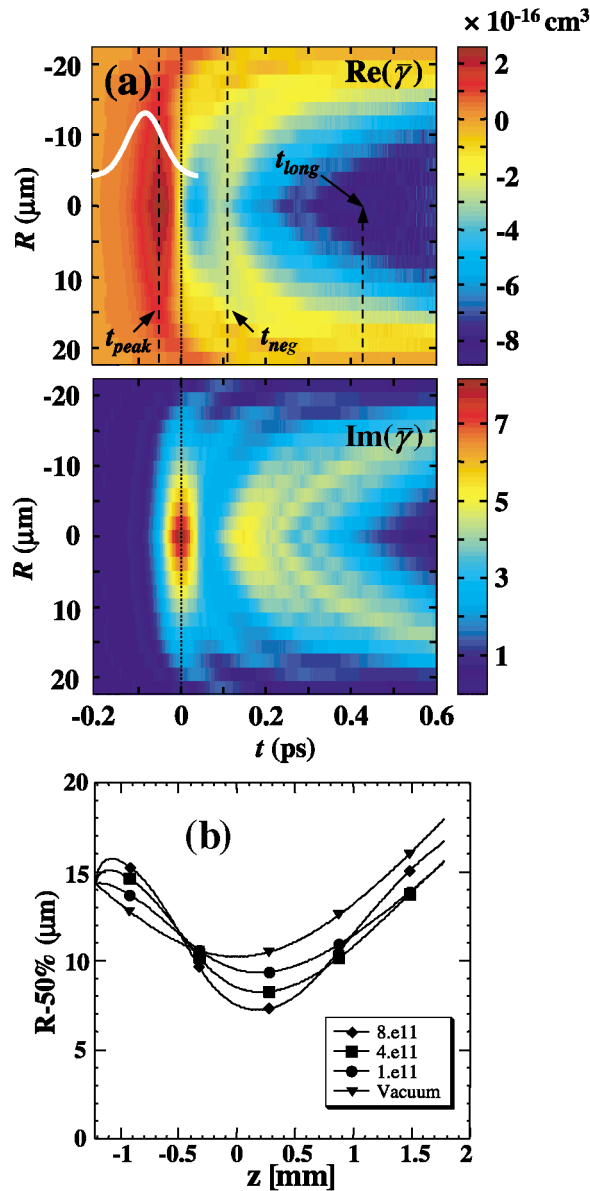 × 10⁻¹⁶ cm³
(a)
Re(γ̄)
-20
-10
0
10
20
R (μm)
t_long
t_peak
t_neg
2
0
-2
-4
-6
-8
Im(γ̄)
-20
-10
0
10
20
R (μm)
7
5
3
1
-0.2
0
0.2
0.4
0.6
t (ps)
(b)
20
15
10
5
0
R-50% (μm)
8.e11
4.e11
1.e11
Vacuum
-1
-0.5
0
0.5
1
1.5
2
z [mm]